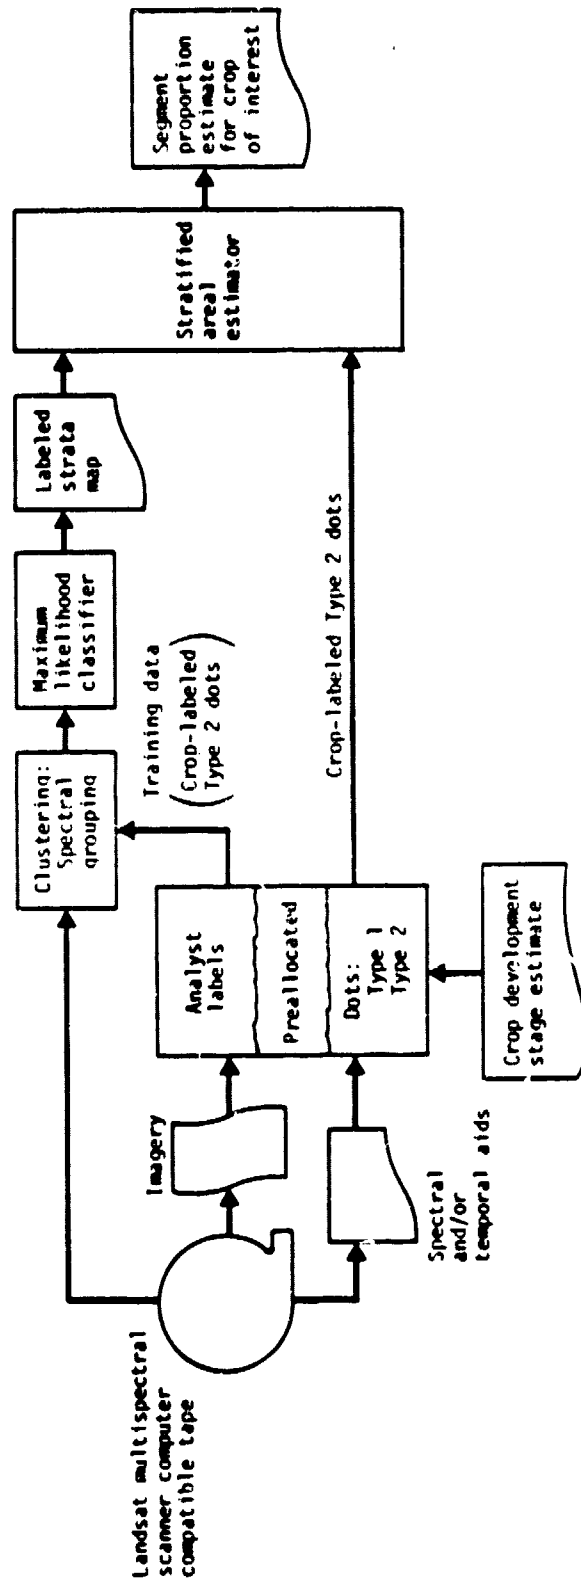 Landsat multispectral
scanner computer
compatible tape
Imagery
Spectral
and/or
temporal aids
Analyst
labels
Preallocated
Dots:
Type 1
Type 2
Crop development
stage estimate
Clustering:
Spectral
grouping
Training data
(Crop-labeled
Type 2 dots)
Maximum
likelihood
classifier
Labeled
strata
map
Crop-labeled Type 2 dots
Stratified
areal
estimator
Segment
proportion
estimate
for crop
of interest